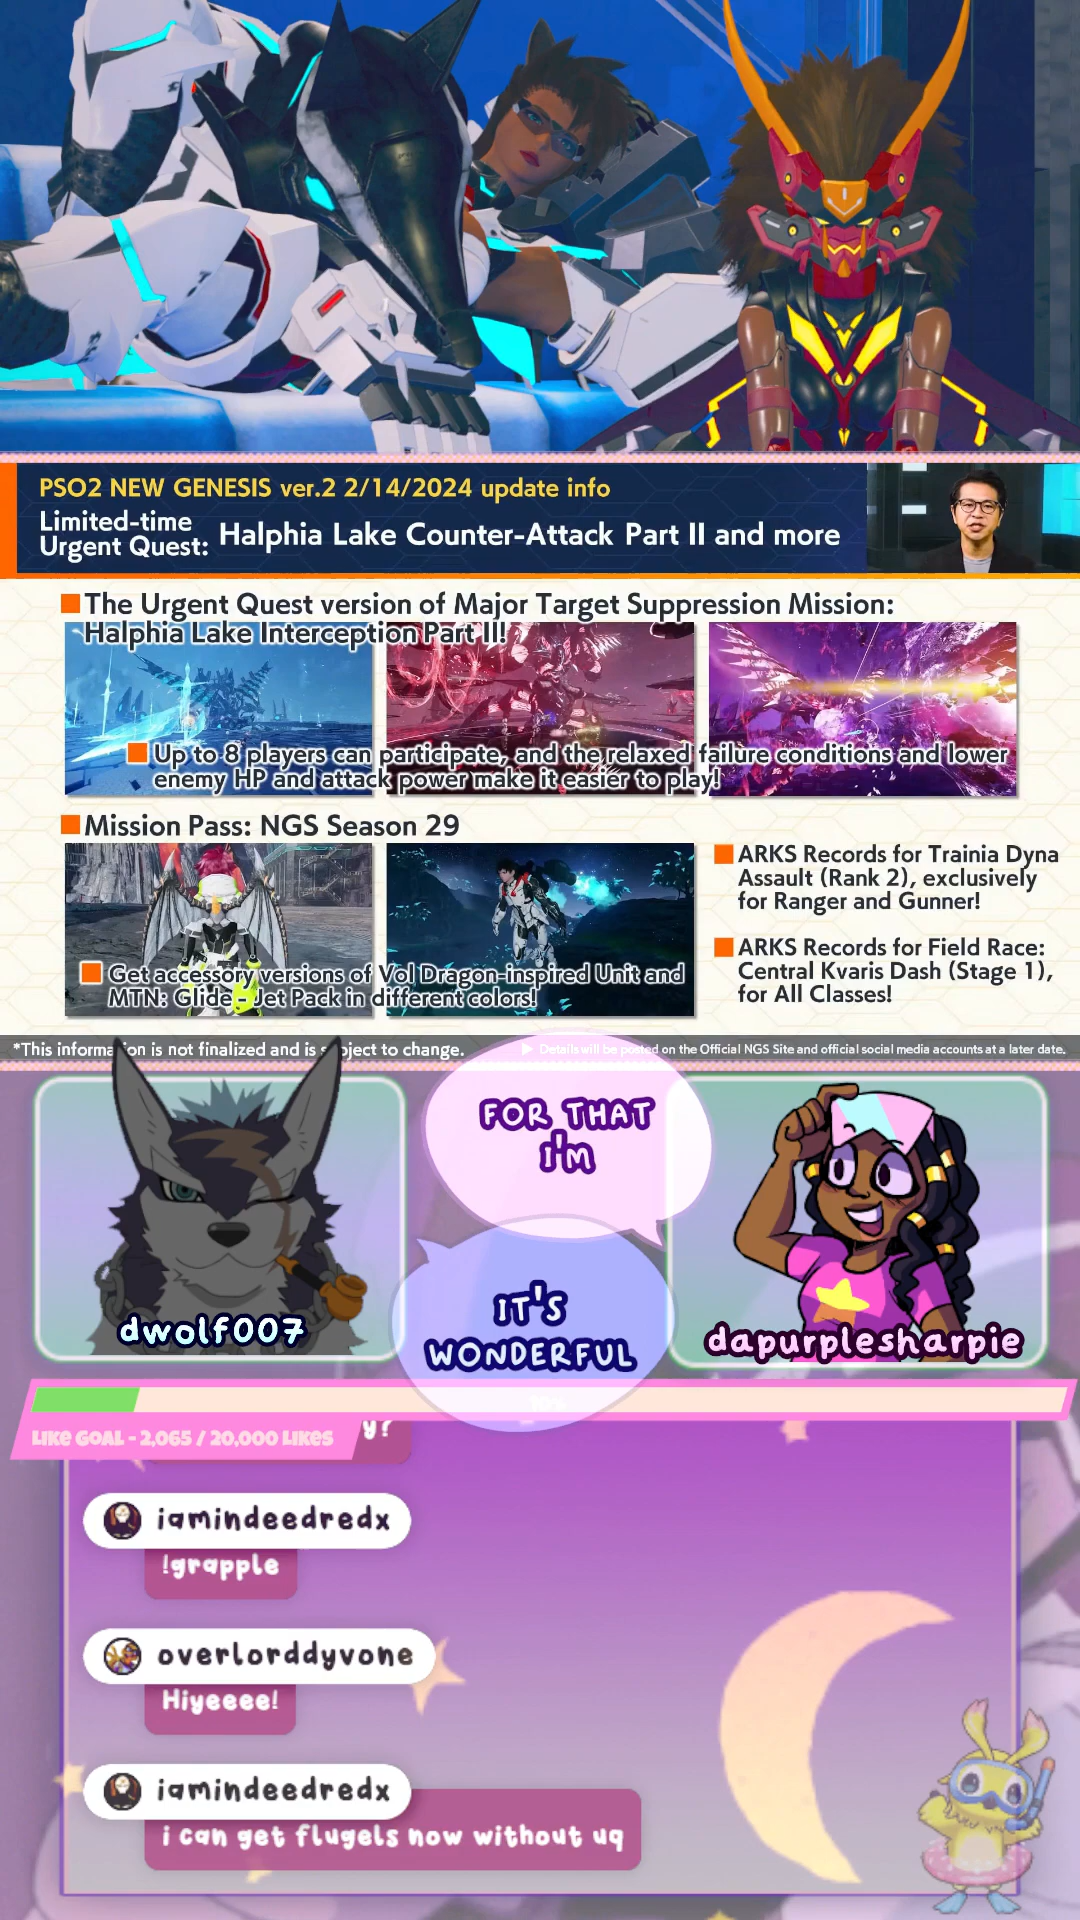 PSO2 NEW GENESIS ver.2 2/14/2024 update info
Limited-time
Urgent Quest: Halphia Lake Counter-Attack Part II and more
The Urgent Quest version of Major Target Suppression Mission:
Halphia Lake Interception Part II!
Up to 8 players can participate, and the relaxed failure conditions and lower
enemy HP and attack power make it easier to play!
Mission Pass: NGS Season 29
Get accessory versions of Vol Dragon-inspired Unit and
MTN: Glide - Jet Pack in different colors!
ARKS Records for Trainia Dyna
Assault (Rank 2), exclusively
for Ranger and Gunner!
ARKS Records for Field Race:
Central Kvaris Dash (Stage 1),
for All Classes!
*This information is not finalized and is subject to change.
▶ Details will be posted on the Official NGS Site and official social media accounts at a later date.
FOR THAT
I'M
IT'S
WONDERFUL
dwolf007
dapurplesharpie
10%
LIKE GOAL - 2,065 / 20,000 LIKES
y?
iamindeedredx
!grapple
overlorddyvone
Hiyeeee!
iamindeedredx
i can get flugels now without uq